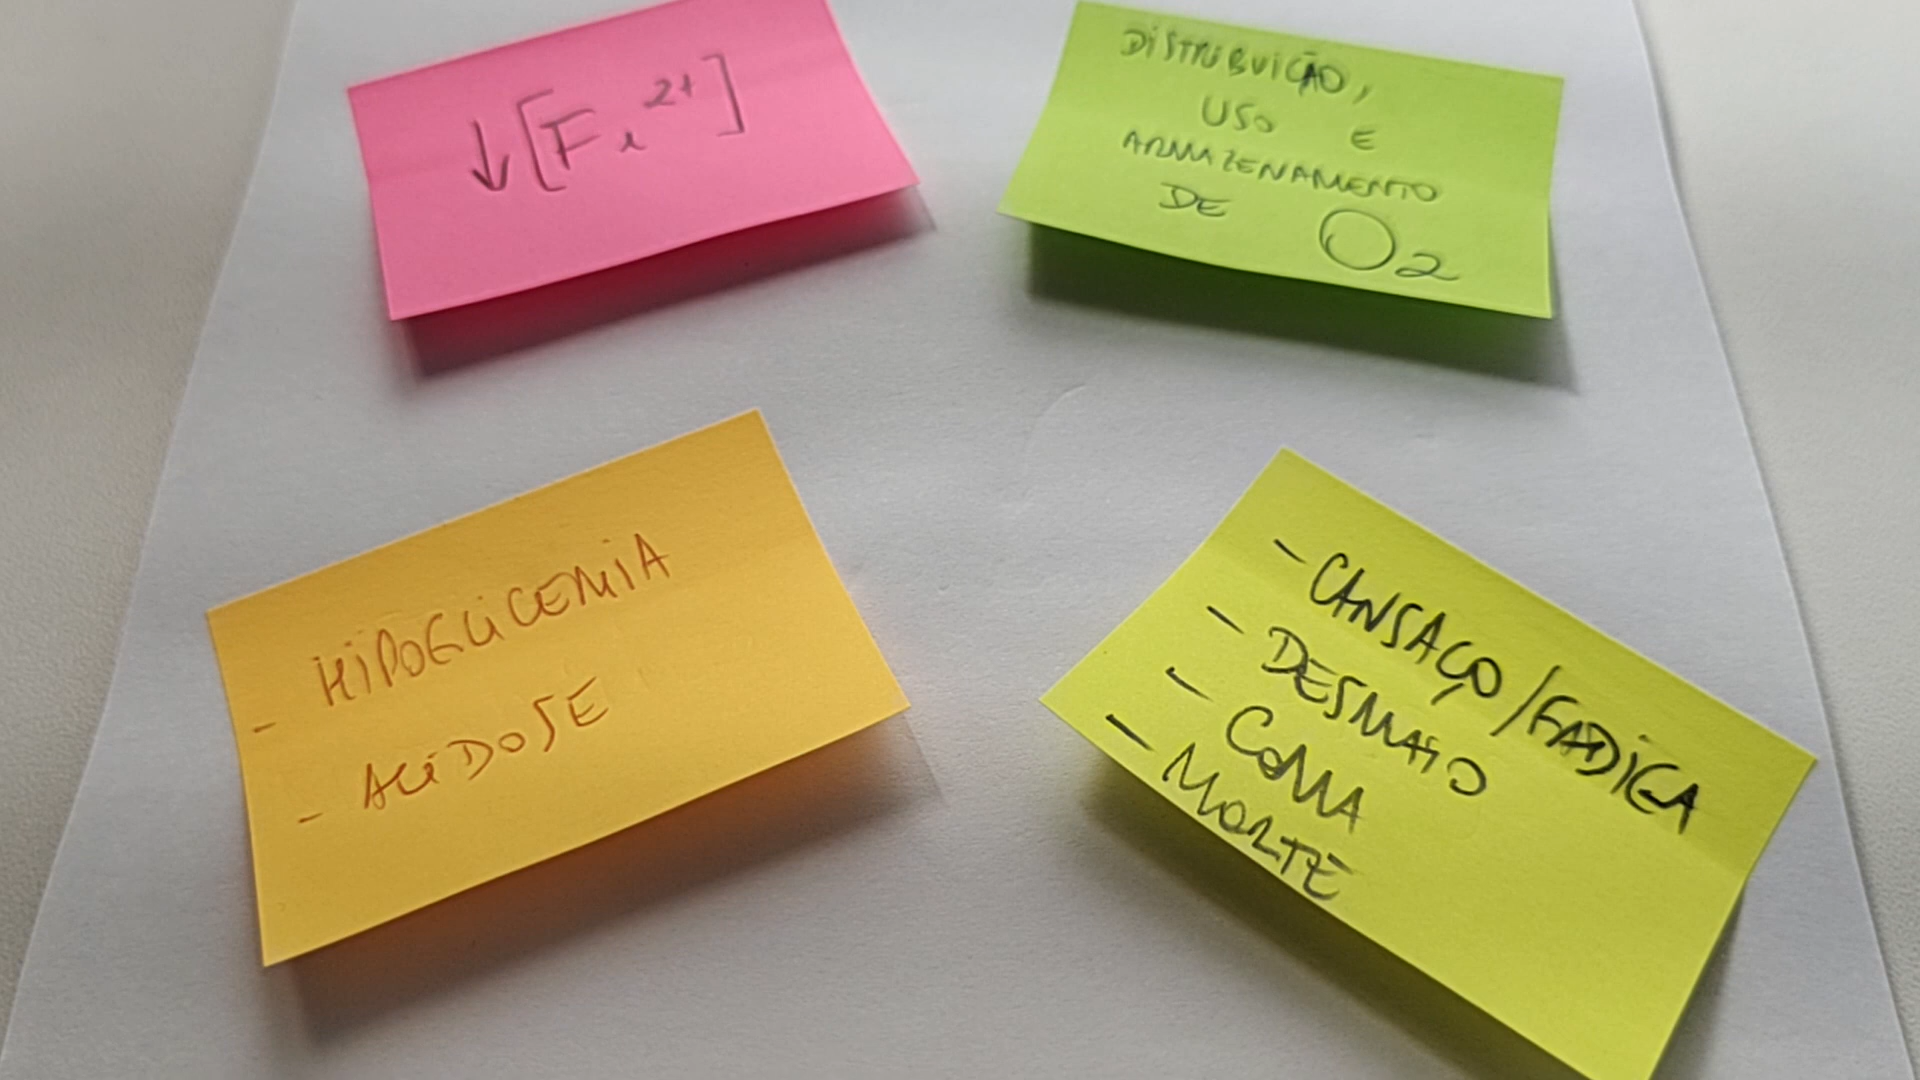 ↓[Fe²⁺]
DISTRIBUIÇÃO,
USO E
ARMAZENAMENTO
DE O₂
- HIPOGLICEMIA
- ACIDOSE
- CANSAÇO/FADIGA
- DESMAIO
- COMA
- MORTE